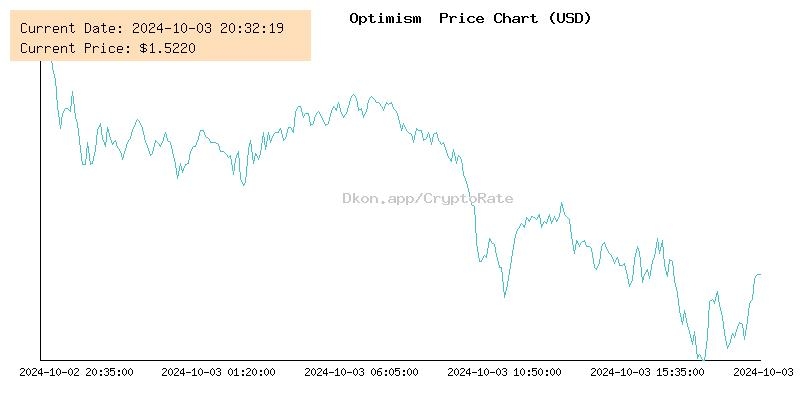 Optimism  Price Chart (USD)
Current Date: 2024-10-03 20:32:19
Current Price: $1.5220
Dkon.app/CryptoRate
2024-10-02 20:35:00 2024-10-03 01:20:00 2024-10-03 06:05:00 2024-10-03 10:50:00 2024-10-03 15:35:00 2024-10-03